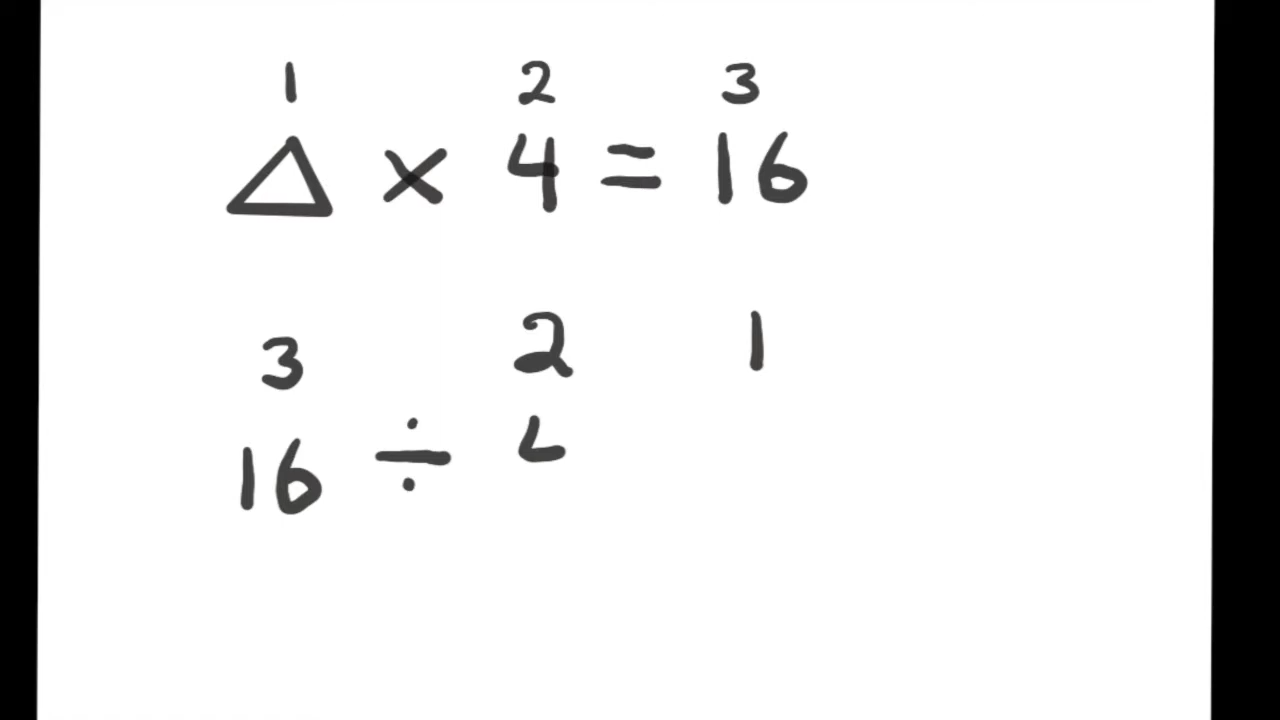 1 2 3
△ × 4 = 16
3 2 1
16 ÷